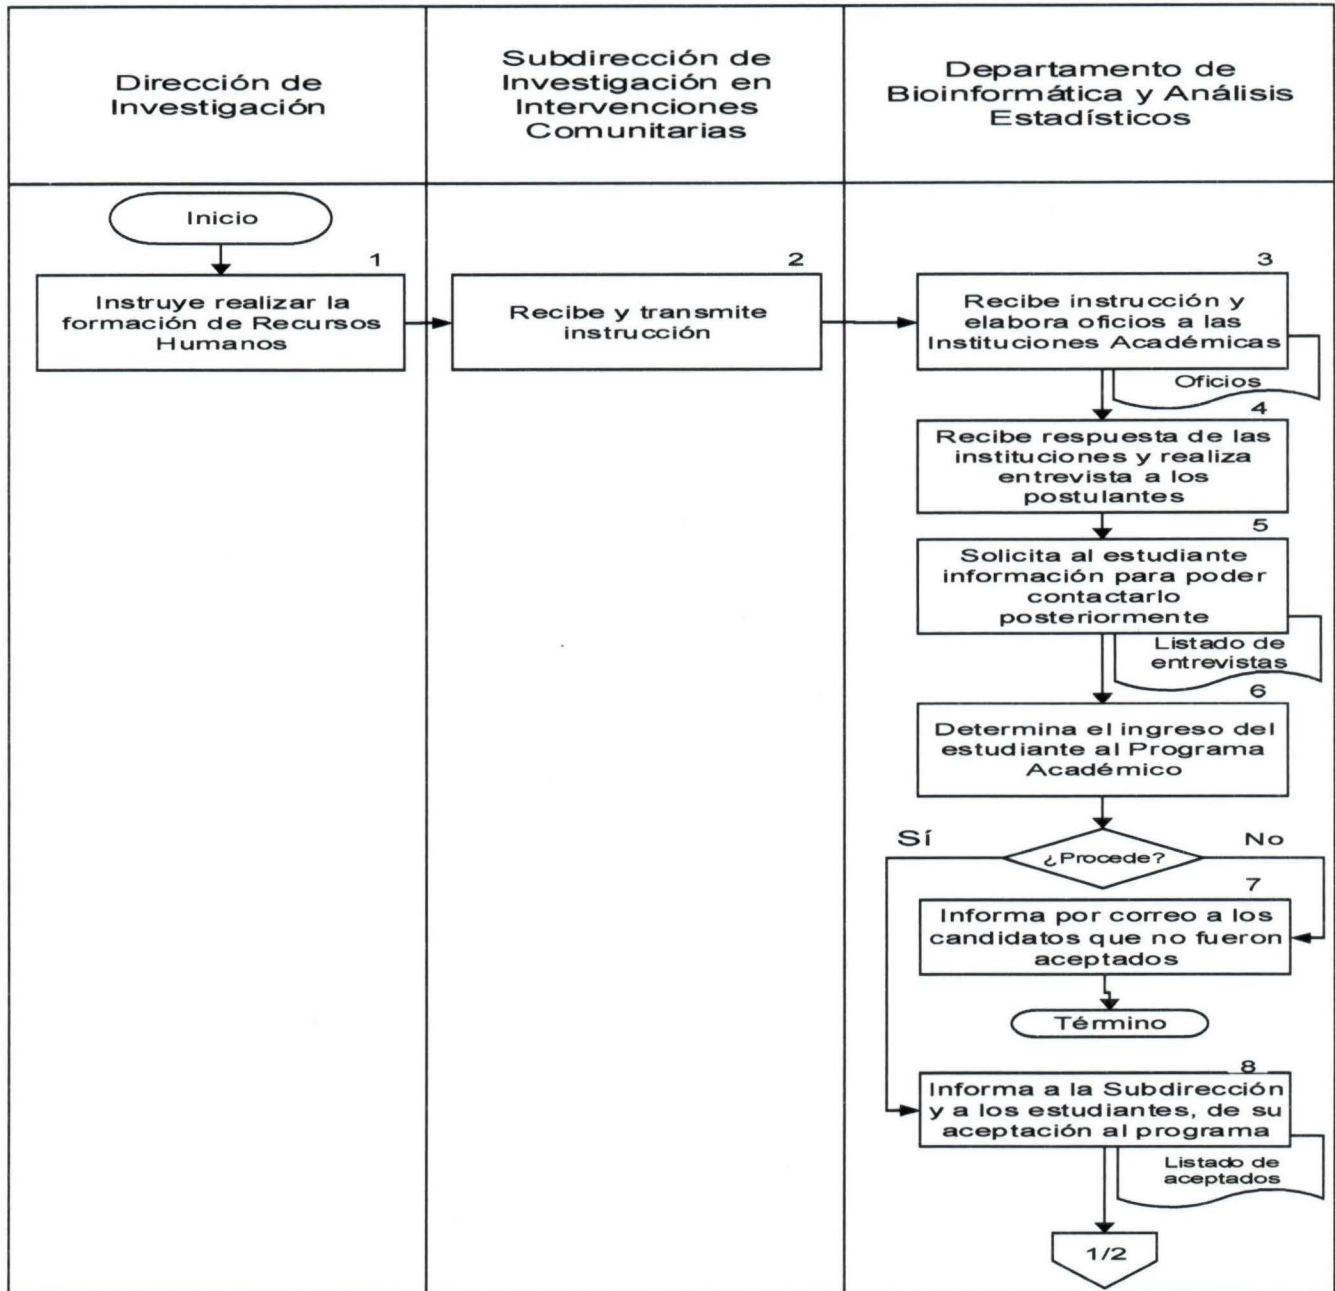 Dirección de
Investigación
Subdirección de
Investigación en
Intervenciones
Comunitarias
Departamento de
Bioinformática y Análisis
Estadísticos
Inicio
1
Instruye realizar la
formación de Recursos
Humanos
2
Recibe y transmite
instrucción
3
Recibe instrucción y
elabora oficios a las
Instituciones Académicas
Oficios
4
Recibe respuesta de las
instituciones y realiza
entrevista a los
postulantes
5
Solicita al estudiante
información para poder
contactarlo
posteriormente
Listado de
entrevistas
6
Determina el ingreso del
estudiante al Programa
Académico
¿Procede?
Sí
No
7
Informa por correo a los
candidatos que no fueron
aceptados
Término
8
Informa a la Subdirección
y a los estudiantes, de su
aceptación al programa
Listado de
aceptados
1/2